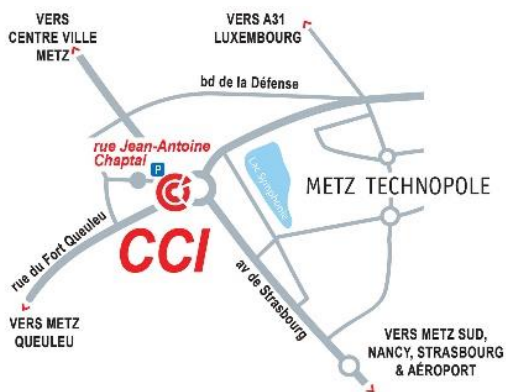 VERS
CENTRE VILLE
METZ
VERS A31
LUXEMBOURG
bd de la Défense
rue Jean-Antoine
Chaptal
P
Lac Symphonie
METZ TECHNOPOLE
CCI
rue du Fort Queuleu
av de Strasbourg
VERS METZ
QUEULEU
VERS METZ SUD,
NANCY, STRASBOURG
& AÉROPORT